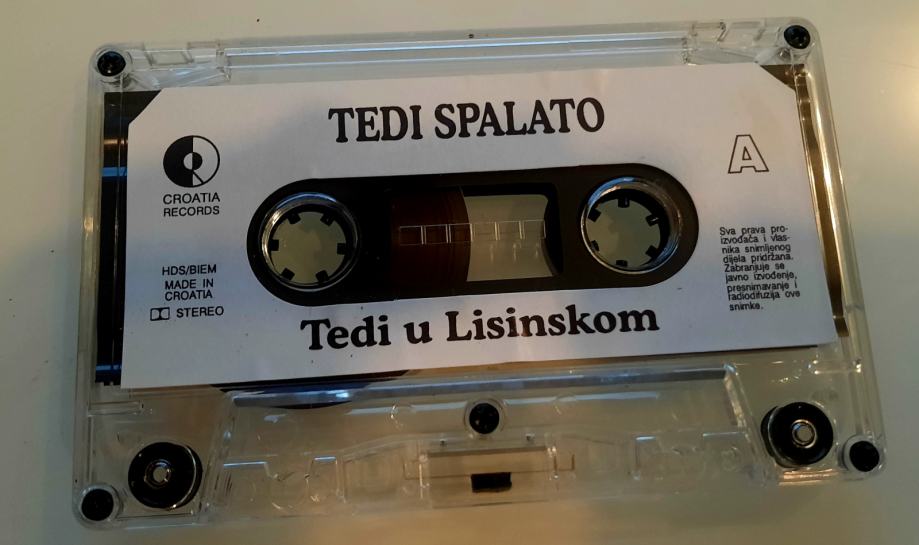 TEDI SPALATO
A
CROATIA
RECORDS
HDS/BIEM
MADE IN
CROATIA
STEREO
Sva prava pro-
izvođača i vlas-
nika snimljenog
dijela pridržana.
Zabranjuje se
javno izvođenje,
presnimavanje i
radiodifuzija ove
snimke.
Tedi u Lisinskom